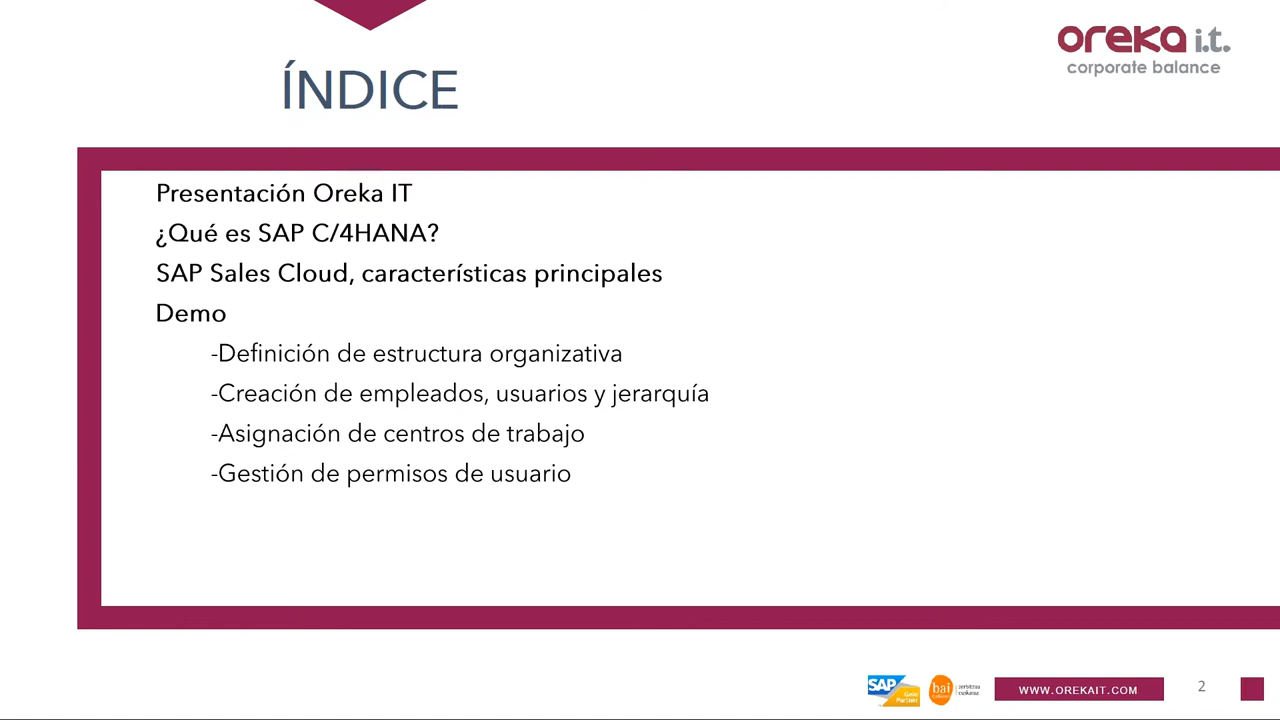 oreka i.t.
corporate balance
ÍNDICE
Presentación Oreka IT
¿Qué es SAP C/4HANA?
SAP Sales Cloud, características principales
Demo
-Definición de estructura organizativa
-Creación de empleados, usuarios y jerarquía
-Asignación de centros de trabajo
-Gestión de permisos de usuario
SAP
bai
WWW.OREKAIT.COM
2